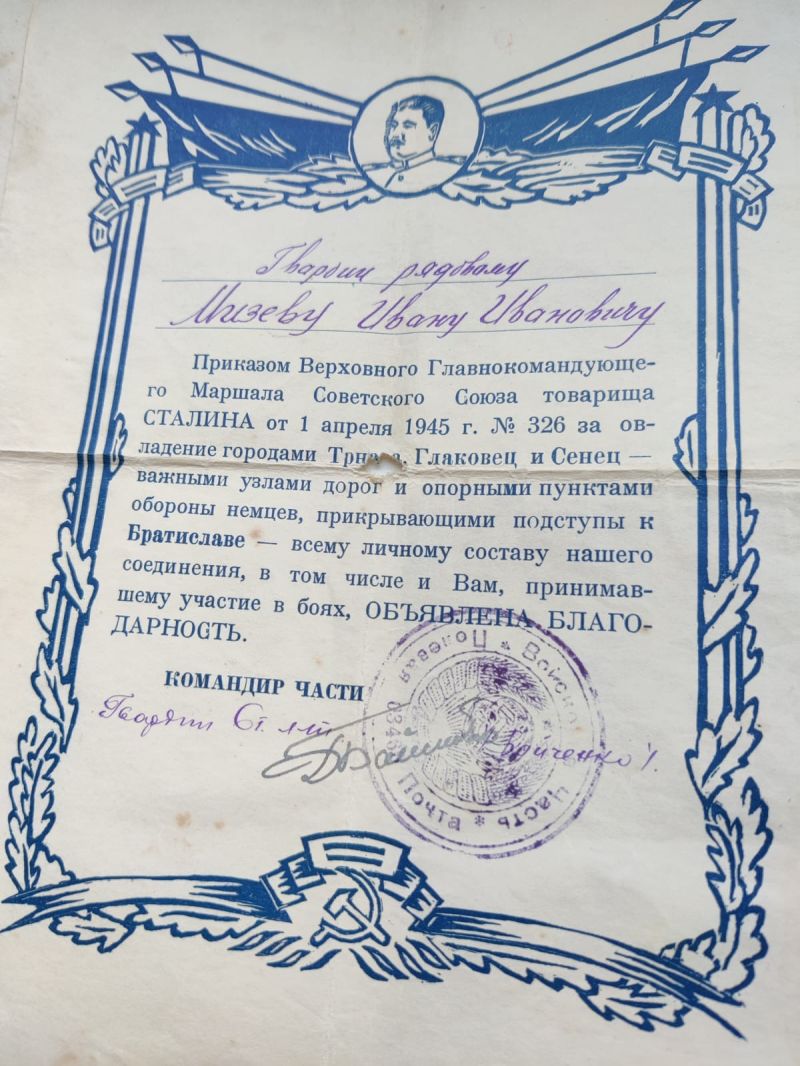 Гвардии рядовому
Мизеву Ивану Ивановичу
Приказом Верховного Главнокомандующе-
го Маршала Советского Союза товарища
СТАЛИНА от 1 апреля 1945 г. № 326 за ов-
ладение городами Трнава, Глаковец и Сенец —
важными узлами дорог и опорными пунктами
обороны немцев, прикрывающими подступы к
Братиславе — всему личному составу нашего
соединения, в том числе и Вам, принимав-
шему участие в боях, ОБЪЯВЛЕНА БЛАГО-
ДАРНОСТЬ.
КОМАНДИР ЧАСТИ
Гвардии Ст. л-т Бойченко
Полевая * Войсков Часть * Почта